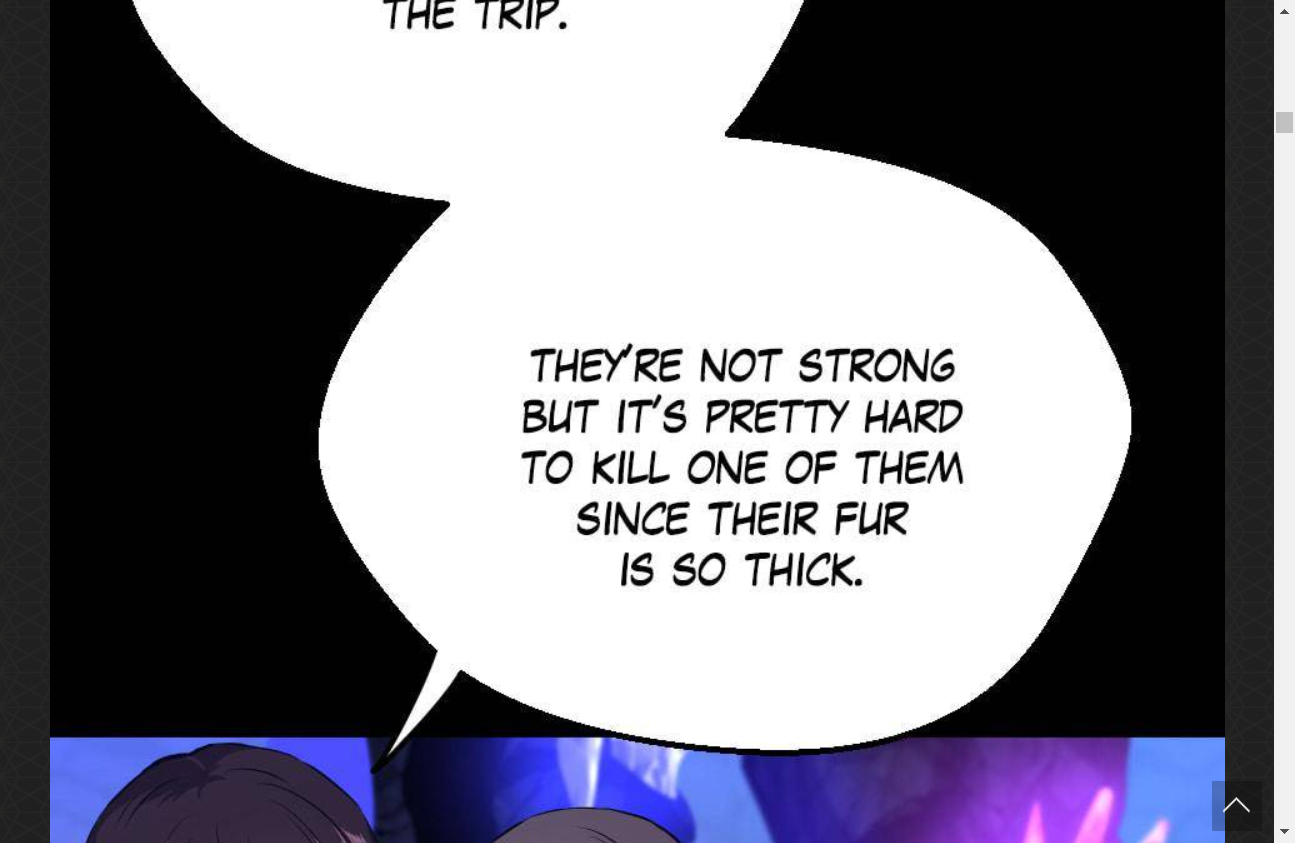 THE TRIP.
THEY'RE NOT STRONG
BUT IT'S PRETTY HARD
TO KILL ONE OF THEM
SINCE THEIR FUR
IS SO THICK.